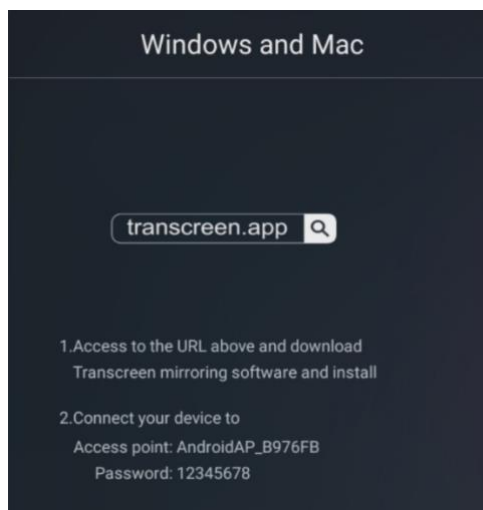 Windows and Mac
transcreen.app
1.Access to the URL above and download
Transcreen mirroring software and install
2.Connect your device to
Access point: AndroidAP_B976FB
Password: 12345678